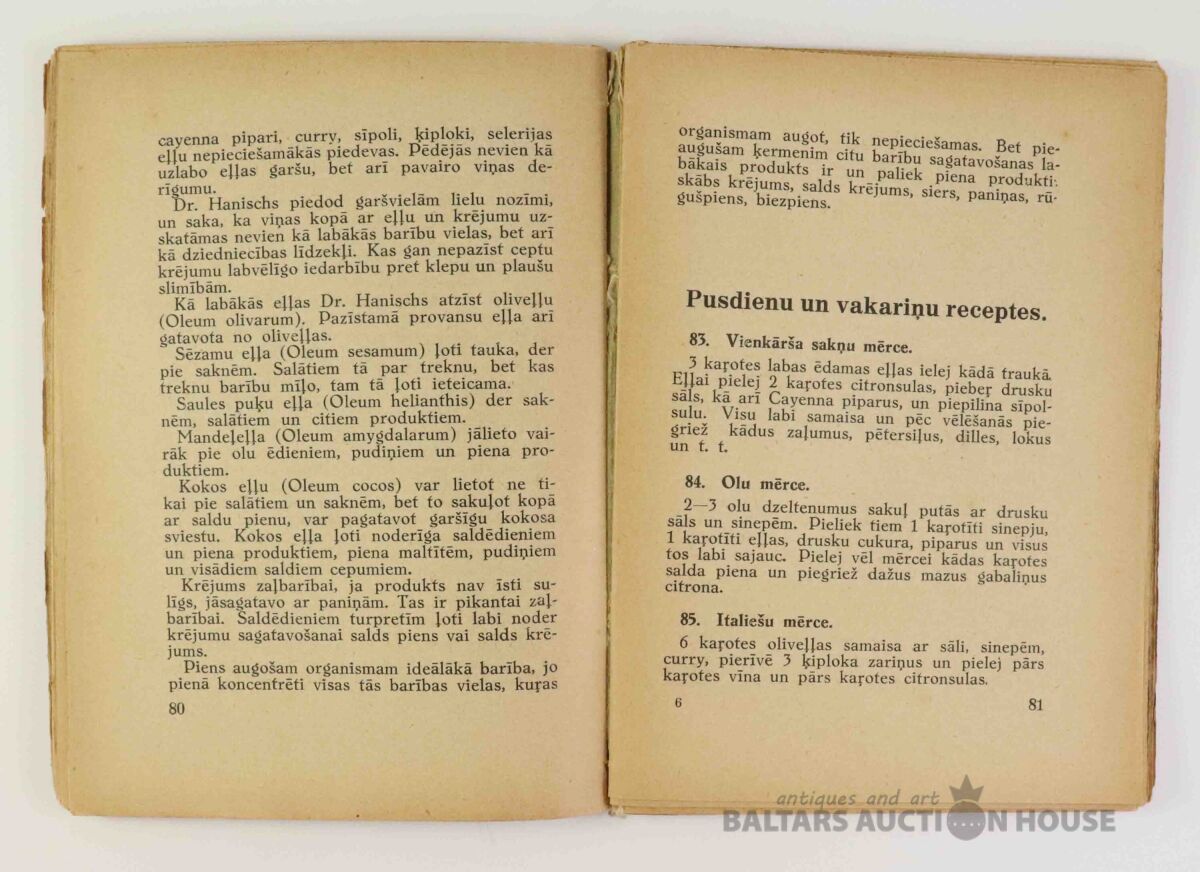 cayenna pipari, curry, sīpoli, ķiploki, selerijas
eļļu nepieciešamākās piedevas. Pēdējās nevien kā
uzlabo eļļas garšu, bet arī pavairo viņas de-
rīgumu.
Dr. Hanischs piedod garšvielām lielu nozīmi,
un saka, ka viņas kopā ar eļļu un krējumu uz-
skatāmas nevien kā labākās barību vielas, bet arī
kā dziedniecības līdzekļi. Kas gan nepazīst ceptu
krējumu labvēlīgo iedarbību pret klepu un plaušu
slimībām.
Kā labākās eļļas Dr. Hanischs atzīst oliveļļu
(Oleum olivarum). Pazīstamā provansu eļļa arī
gatavota no oliveļļas.
Sēzamu eļļa (Oleum sesamum) ļoti tauka, der
pie saknēm. Salātiem tā par treknu, bet kas
treknu barību mīļo, tam tā ļoti ieteicama.
Saules puķu eļļa (Oleum helianthis) der sak-
nēm, salātiem un citiem produktiem.
Mandeļeļļa (Oleum amygdalarum) jālieto vai-
rāk pie olu ēdieniem, pudiņiem un piena pro-
duktiem.
Kokos eļļu (Oleum cocos) var lietot ne ti-
kai pie salātiem un saknēm, bet to sakuļot kopā
ar saldu pienu, var pagatavot garšīgu kokosa
sviestu. Kokos eļļa ļoti noderīga saldēdieniem
un piena produktiem, piena maltītēm, pudiņiem
un visādiem saldiem cepumiem.
Krējums zaļbarībai, ja produkts nav īsti su-
līgs, jāsagatavo ar paniņām. Tas ir pikantai zaļ-
barībai. Saldēdieniem turpretīm ļoti labi noder
krējumu sagatavošanai salds piens vai salds krē-
jums.
Piens augošam organismam ideālākā barība, jo
pienā koncentrēti visas tās barības vielas, kuŗas
80
organismam augot, tik nepieciešamas. Bet pie-
augušam ķermenim citu barību sagatavošanas la-
bākais produkts ir un paliek piena produkti:
skābs krējums, salds krējums, siers, paniņas, rū-
gušpiens, biezpiens.
Pusdienu un vakariņu receptes.
83. Vienkārša sakņu mērce.
3 kaŗotes labas ēdamas eļļas ielej kādā traukā.
Eļļai pielej 2 kaŗotes citronsulas, pieber drusku
sāls, kā arī Cayenna piparus, un piepilina sīpol-
sulu. Visu labi samaisa un pēc vēlēšanās pie-
griež kādus zaļumus, pētersiļus, dilles, lokus
un t. t.
84. Olu mērce.
2—3 olu dzeltenumus sakuļ putās ar drusku
sāls un sinepēm. Pieliek tiem 1 kaŗotīti sinepju,
1 kaŗotīti eļļas, drusku cukura, piparus un visus
tos labi sajauc. Pielej vēl mērcei kādas kaŗotes
salda piena un piegriež dažus mazus gabaliņus
citrona.
85. Italiešu mērce.
6 kaŗotes oliveļļas samaisa ar sāli, sinepēm,
curry, pierīvē 3 ķiploka zariņus un pielej pārs
kaŗotes vīna un pārs kaŗotes citronsulas.
6 81
antiques and art
BALTARS AUCTION HOUSE